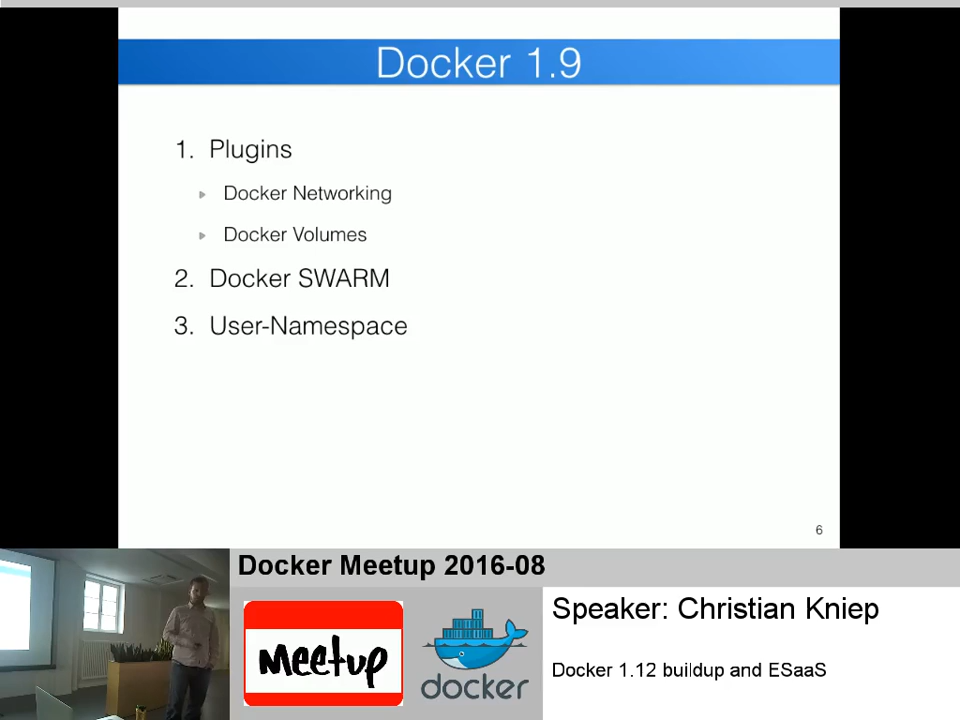 Docker 1.9
1. Plugins
Docker Networking
Docker Volumes
2. Docker SWARM
3. User-Namespace
6
Docker Meetup 2016-08
Meetup
docker
Speaker: Christian Kniep
Docker 1.12 buildup and ESaaS